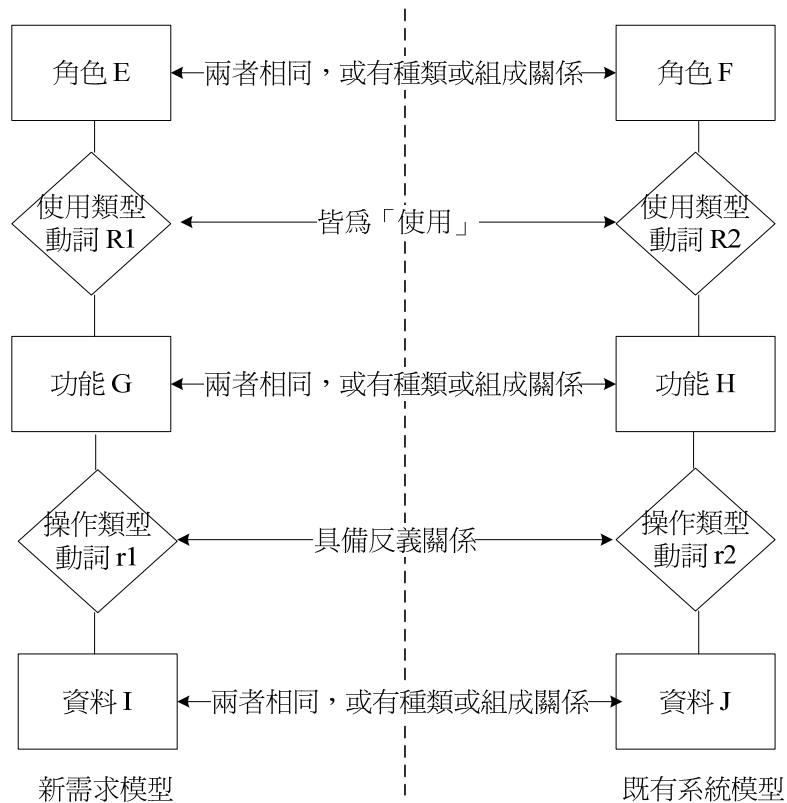 角色 E
兩者相同，或有種類或組成關係
角色 F
使用類型
動詞 R1
皆為「使用」
使用類型
動詞 R2
功能 G
兩者相同，或有種類或組成關係
功能 H
操作類型
動詞 r1
具備反義關係
操作類型
動詞 r2
資料 I
兩者相同，或有種類或組成關係
資料 J
新需求模型
既有系統模型